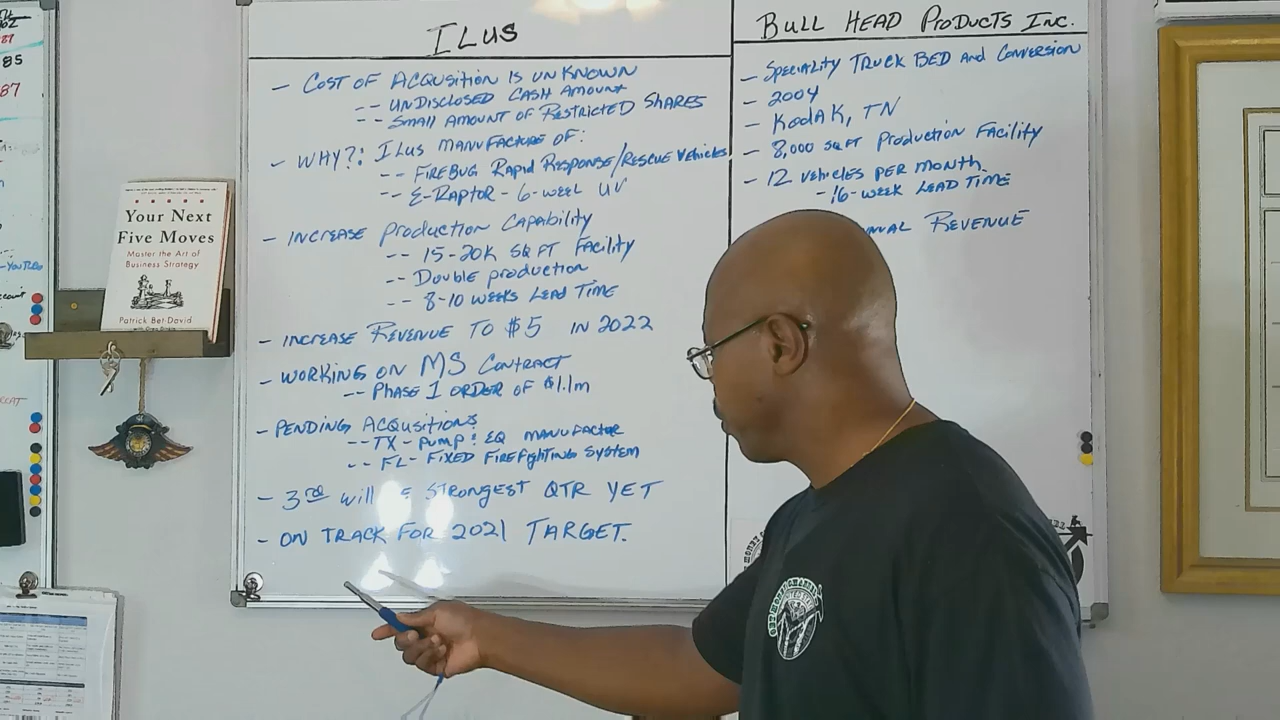 ILUS
- COST OF ACQUSITION IS UNKNOWN
-- UNDISCLOSED CASH AMOUNT
-- SMALL AMOUNT OF RESTRICTED SHARES
- WHY?: ILUS MANUFACTURE OF:
-- FIREBUG RAPID RESPONSE/RESCUE VEHICLES
-- E-RAPTOR - 6-WEEL UV
- INCREASE PRODUCTION CAPABILITY
-- 15-20K SQ FT FACILITY
-- DOUBLE PRODUCTION
-- 8-10 WEEKS LEAD TIME
- INCREASE REVENUE TO $5 IN 2022
- WORKING ON MS CONTRACT
-- PHASE 1 ORDER OF $1.1M
- PENDING ACQUSITIONS
-- TX - PUMP : EQ MANUFACTOR
-- FL - FIXED FIREFIGHTING SYSTEM
- 3RD WILL BE STRONGEST QTR YET
- ON TRACK FOR 2021 TARGET.
BULL HEAD PRODUCTS INC.
- SPECIALITY TRUCK BED AND CONVERSION
- 2004
- KODAK, TN
- 8,000 SQ FT PRODUCTION FACILITY
- 12 VEHICLES PER MONTH
- 16-WEEK LEAD TIME
REVENUE
Your Next
Five Moves
Master the Art of
Business Strategy
Patrick Bet-David
87
85
87